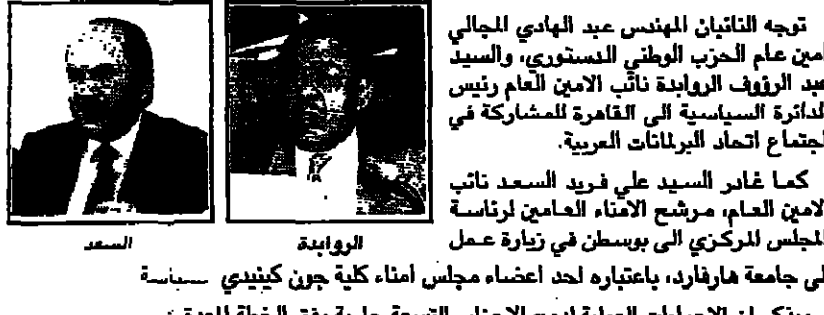 توجه النائبان المهندس عبد الهادي المجالي
امين عام الحزب الوطني الدستوري، والسيد
عبد الرؤوف الروابدة نائب الامين العام رئيس
الدائرة السياسية الى القاهرة للمشاركة في
اجتماع اتحاد البرلمانات العربية.
كما غادر السيد علي فريد السعد نائب
الامين العام، مرشح الامناء العامين لرئاسة
المجلس المركزي الى بوسطن في زيارة عمل
الى جامعة هارفارد، باعتباره احد اعضاء مجلس امناء كلية جون كينيدي
الروابدة
السعد